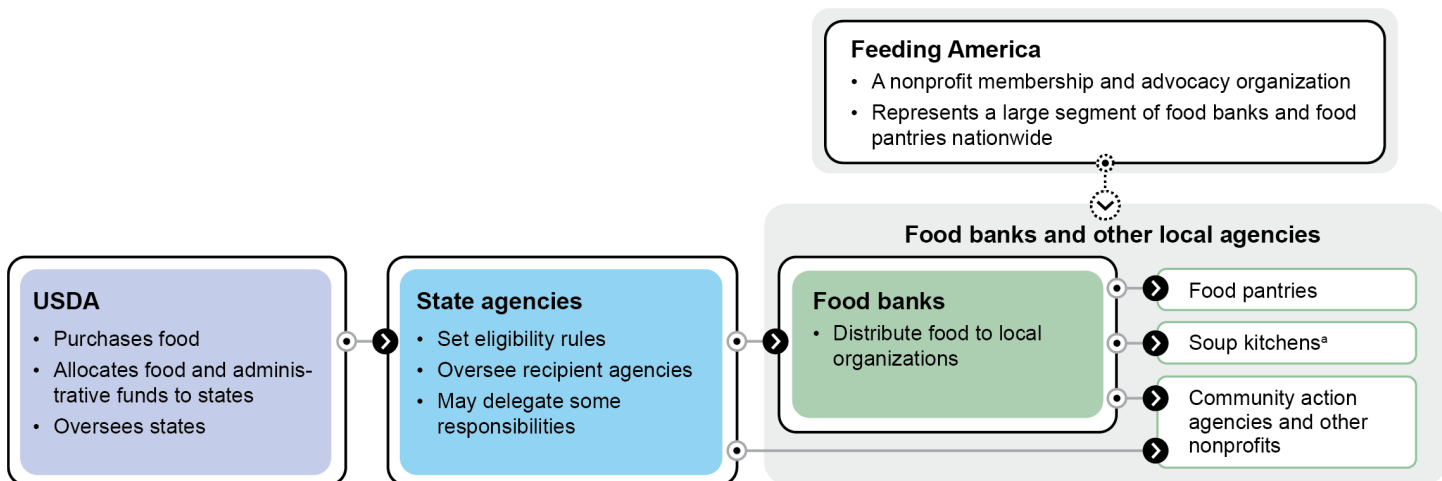 Feeding America
• A nonprofit membership and advocacy organization
• Represents a large segment of food banks and food
pantries nationwide
Food banks and other local agencies
USDA
• Purchases food
• Allocates food and adminis-
trative funds to states
• Oversees states
State agencies
• Set eligibility rules
• Oversee recipient agencies
• May delegate some
responsibilities
Food banks
• Distribute food to local
organizations
Food pantries
Soup kitchensᵃ
Community action
agencies and other
nonprofits